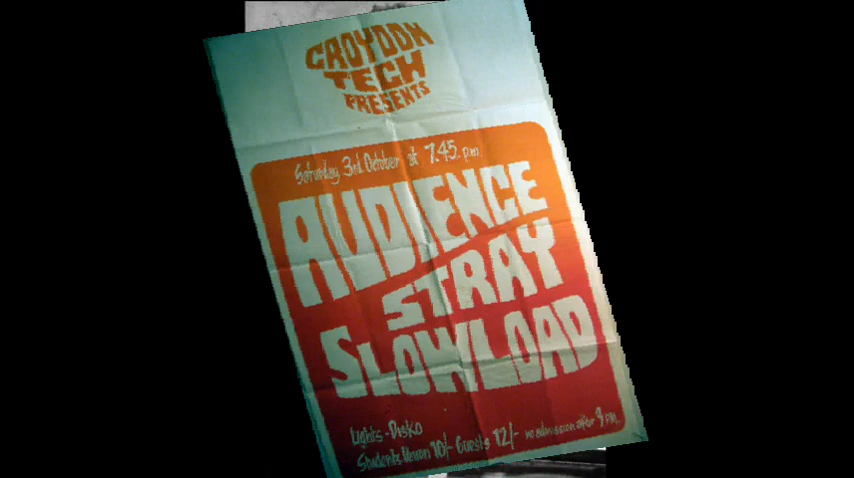 CROYDON
TECH
PRESENTS
Saturday 3rd October at 7.45. p.m.
AUDIENCE
STRAY
SLOWLOAD
Lights - Disko
Students Union 10/- Guests 12/- no admission after 9 pm.